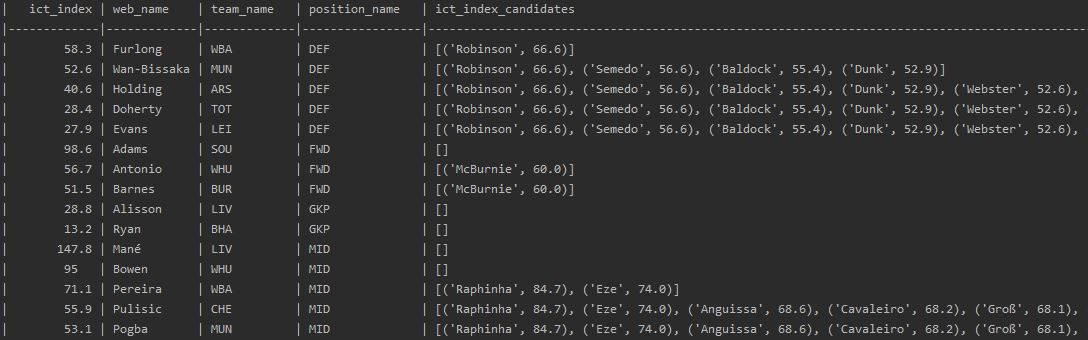 |   ict_index | web_name    | team_name   | position_name   | ict_index_candidates
|-------------+-------------+-------------+-----------------+---------------------------------------------------------------------------------
|        58.3 | Furlong     | WBA         | DEF             | [('Robinson', 66.6)]
|        52.6 | Wan-Bissaka | MUN         | DEF             | [('Robinson', 66.6), ('Semedo', 56.6), ('Baldock', 55.4), ('Dunk', 52.9)]
|        40.6 | Holding     | ARS         | DEF             | [('Robinson', 66.6), ('Semedo', 56.6), ('Baldock', 55.4), ('Dunk', 52.9), ('Webster', 52.6),
|        28.4 | Doherty     | TOT         | DEF             | [('Robinson', 66.6), ('Semedo', 56.6), ('Baldock', 55.4), ('Dunk', 52.9), ('Webster', 52.6),
|        27.9 | Evans       | LEI         | DEF             | [('Robinson', 66.6), ('Semedo', 56.6), ('Baldock', 55.4), ('Dunk', 52.9), ('Webster', 52.6),
|        98.6 | Adams       | SOU         | FWD             | []
|        56.7 | Antonio     | WHU         | FWD             | [('McBurnie', 60.0)]
|        51.5 | Barnes      | BUR         | FWD             | [('McBurnie', 60.0)]
|        28.8 | Alisson     | LIV         | GKP             | []
|        13.2 | Ryan        | BHA         | GKP             | []
|       147.8 | Mané        | LIV         | MID             | []
|        95   | Bowen       | WHU         | MID             | []
|        71.1 | Pereira     | WBA         | MID             | [('Raphinha', 84.7), ('Eze', 74.0)]
|        55.9 | Pulisic     | CHE         | MID             | [('Raphinha', 84.7), ('Eze', 74.0), ('Anguissa', 68.6), ('Cavaleiro', 68.2), ('Groß', 68.1),
|        53.1 | Pogba       | MUN         | MID             | [('Raphinha', 84.7), ('Eze', 74.0), ('Anguissa', 68.6), ('Cavaleiro', 68.2), ('Groß', 68.1),